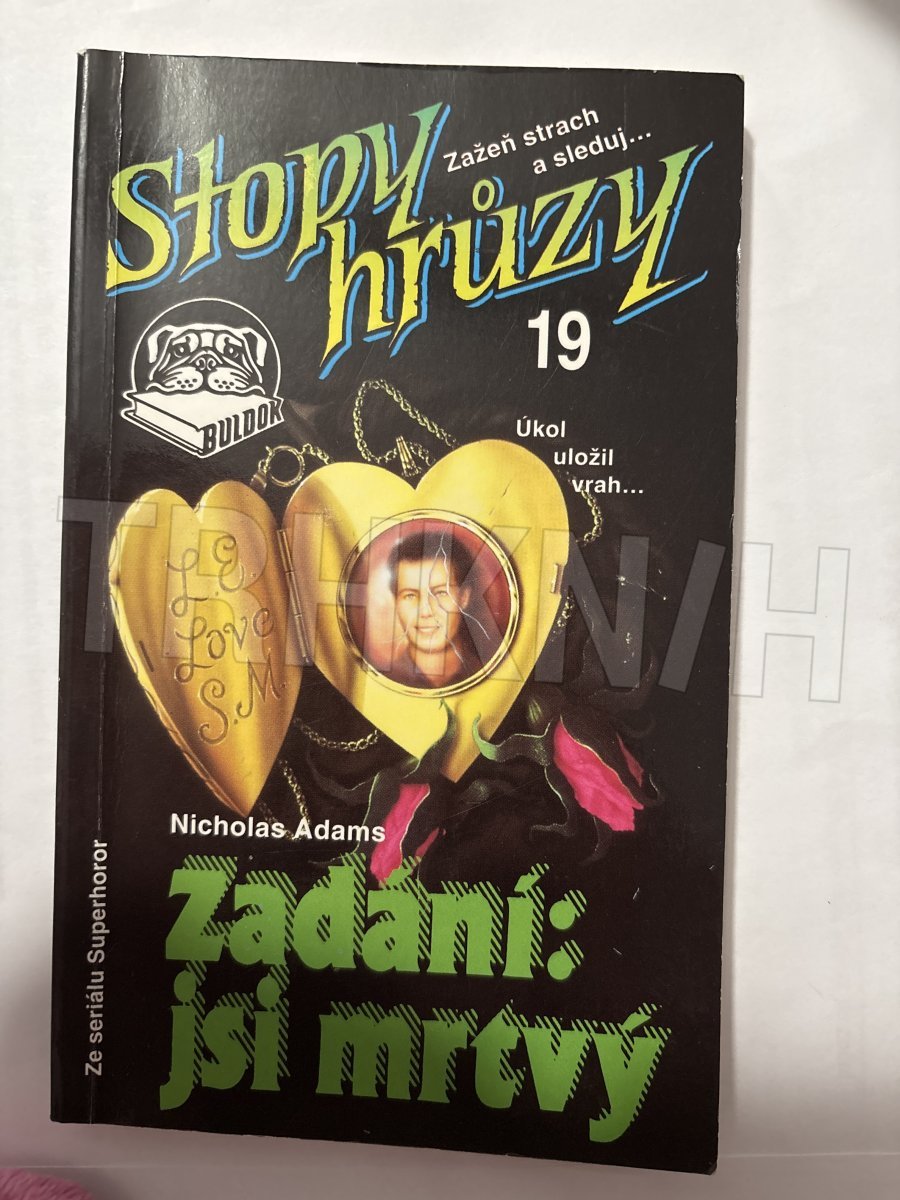 Zažeň strach
a sleduj...
Stopy
hrůzy
19
BULDOK
Úkol
uložil
vrah...
L.E.
Love
S.M.
TRHKNIH
Nicholas Adams
Zadání:
jsi mrtvý
Ze seriálu Superhoror